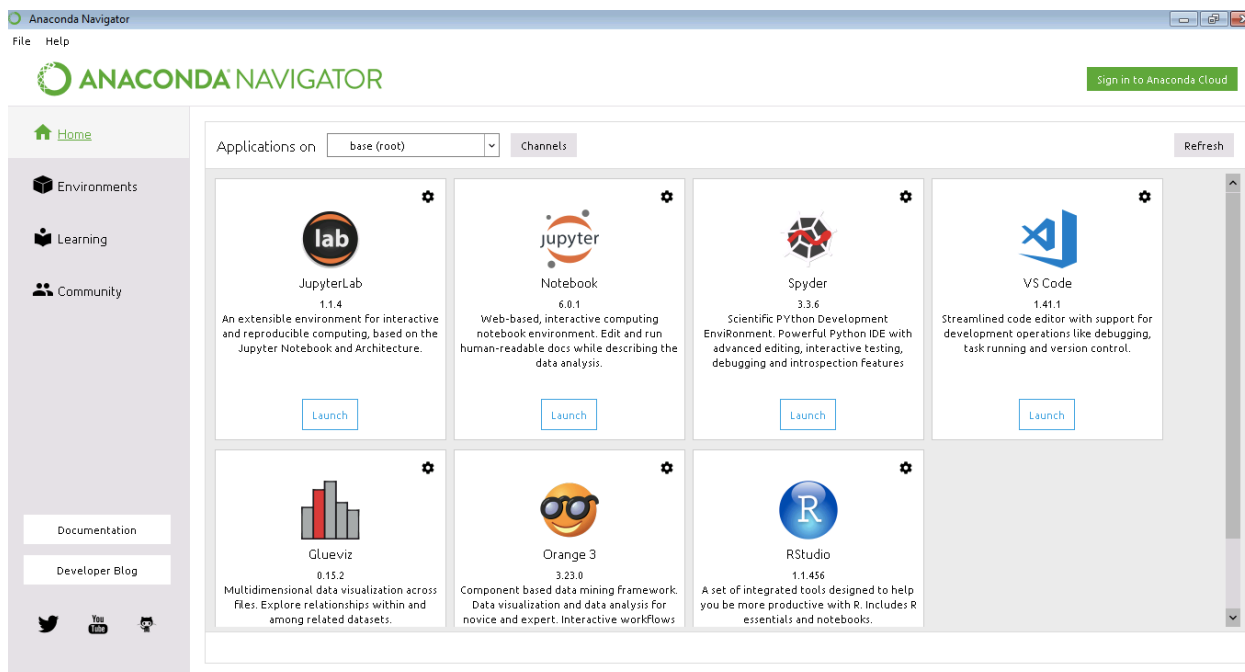 Anaconda Navigator
File Help
ANACONDA NAVIGATOR
Sign in to Anaconda Cloud
Home
Environments
Learning
Community
Documentation
Developer Blog
You
Tube
Applications on base (root) Channels Refresh
lab
JupyterLab
1.1.4
An extensible environment for interactive
and reproducible computing, based on the
Jupyter Notebook and Architecture.
Launch
jupyter
Notebook
6.0.1
Web-based, interactive computing
notebook environment. Edit and run
human-readable docs while describing the
data analysis.
Launch
Spyder
3.3.6
Scientific PYthon Development
EnviRonment. Powerful Python IDE with
advanced editing, interactive testing,
debugging and introspection features
Launch
VS Code
1.41.1
Streamlined code editor with support for
development operations like debugging,
task running and version control.
Launch
Glueviz
0.15.2
Multidimensional data visualization across
files. Explore relationships within and
among related datasets.
Orange 3
3.23.0
Component based data mining framework.
Data visualization and data analysis for
novice and expert. Interactive workflows
R
RStudio
1.1.456
A set of integrated tools designed to help
you be more productive with R. Includes R
essentials and notebooks.